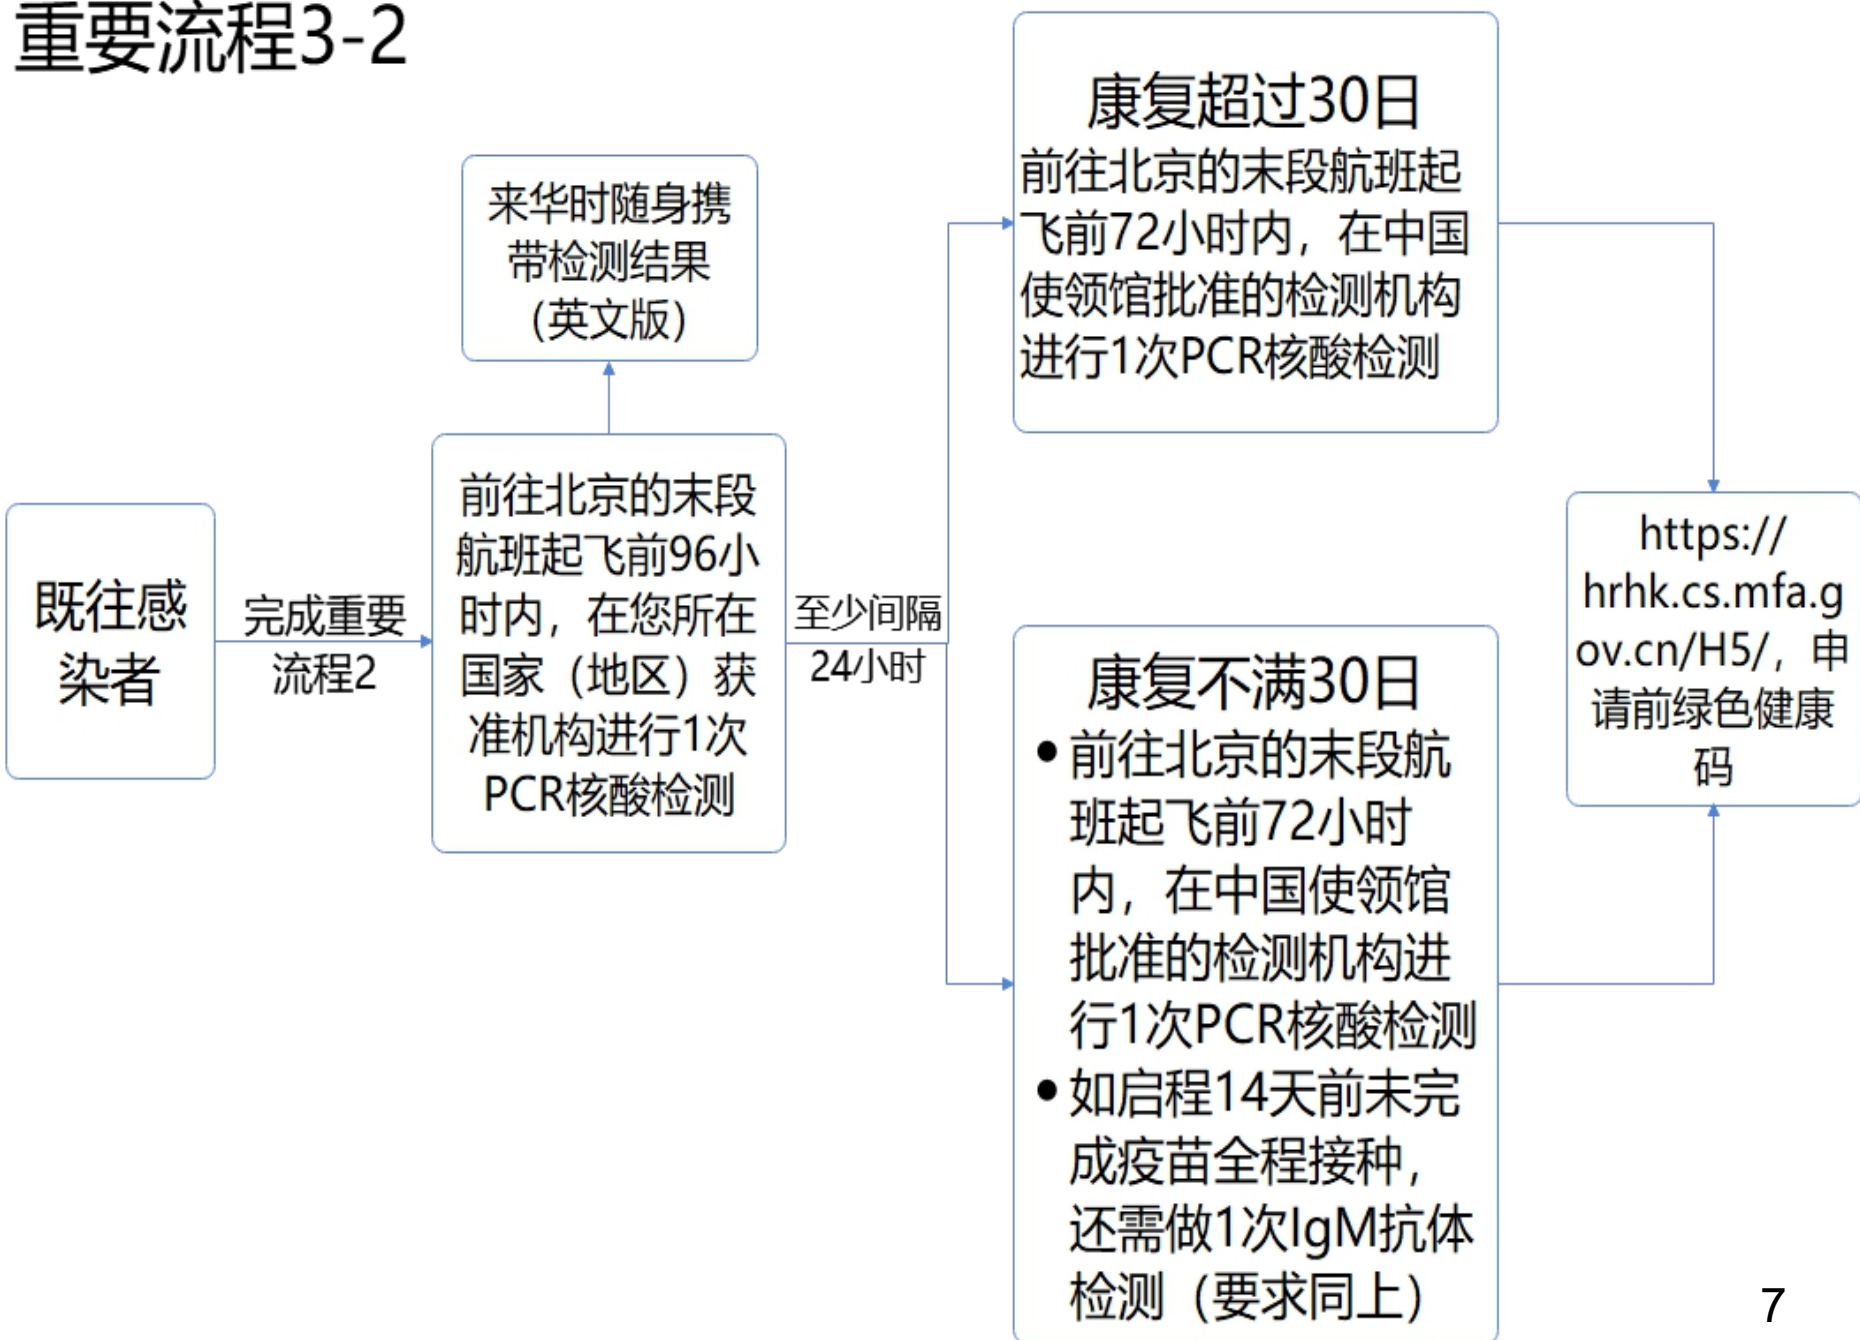 重要流程3-2
既往感
染者
完成重要
流程2
来华时随身携
带检测结果
（英文版）
前往北京的末段
航班起飞前96小
时内，在您所在
国家（地区）获
准机构进行1次
PCR核酸检测
至少间隔
24小时
康复超过30日
前往北京的末段航班起
飞前72小时内，在中国
使领馆批准的检测机构
进行1次PCR核酸检测
康复不满30日
•前往北京的末段航
班起飞前72小时
内，在中国使领馆
批准的检测机构进
行1次PCR核酸检测
•如启程14天前未完
成疫苗全程接种，
还需做1次IgM抗体
检测（要求同上）
https://
hrhk.cs.mfa.g
ov.cn/H5/，申
请前绿色健康
码
7